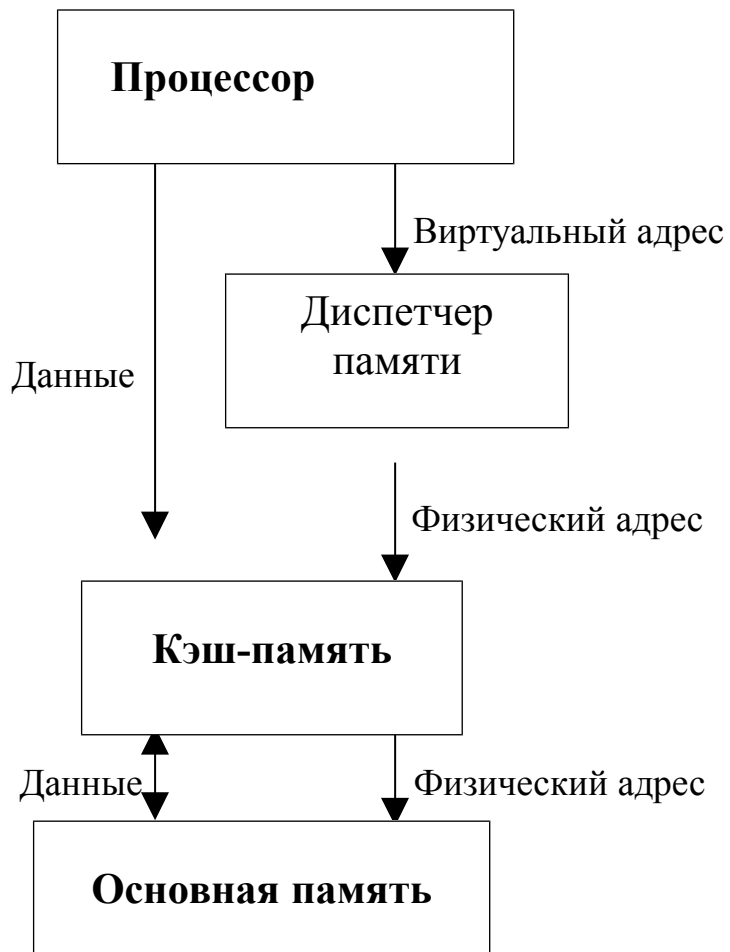 Процессор
Виртуальный адрес
Диспетчер
памяти
Данные
Физический адрес
Кэш-память
Данные
Физический адрес
Основная память